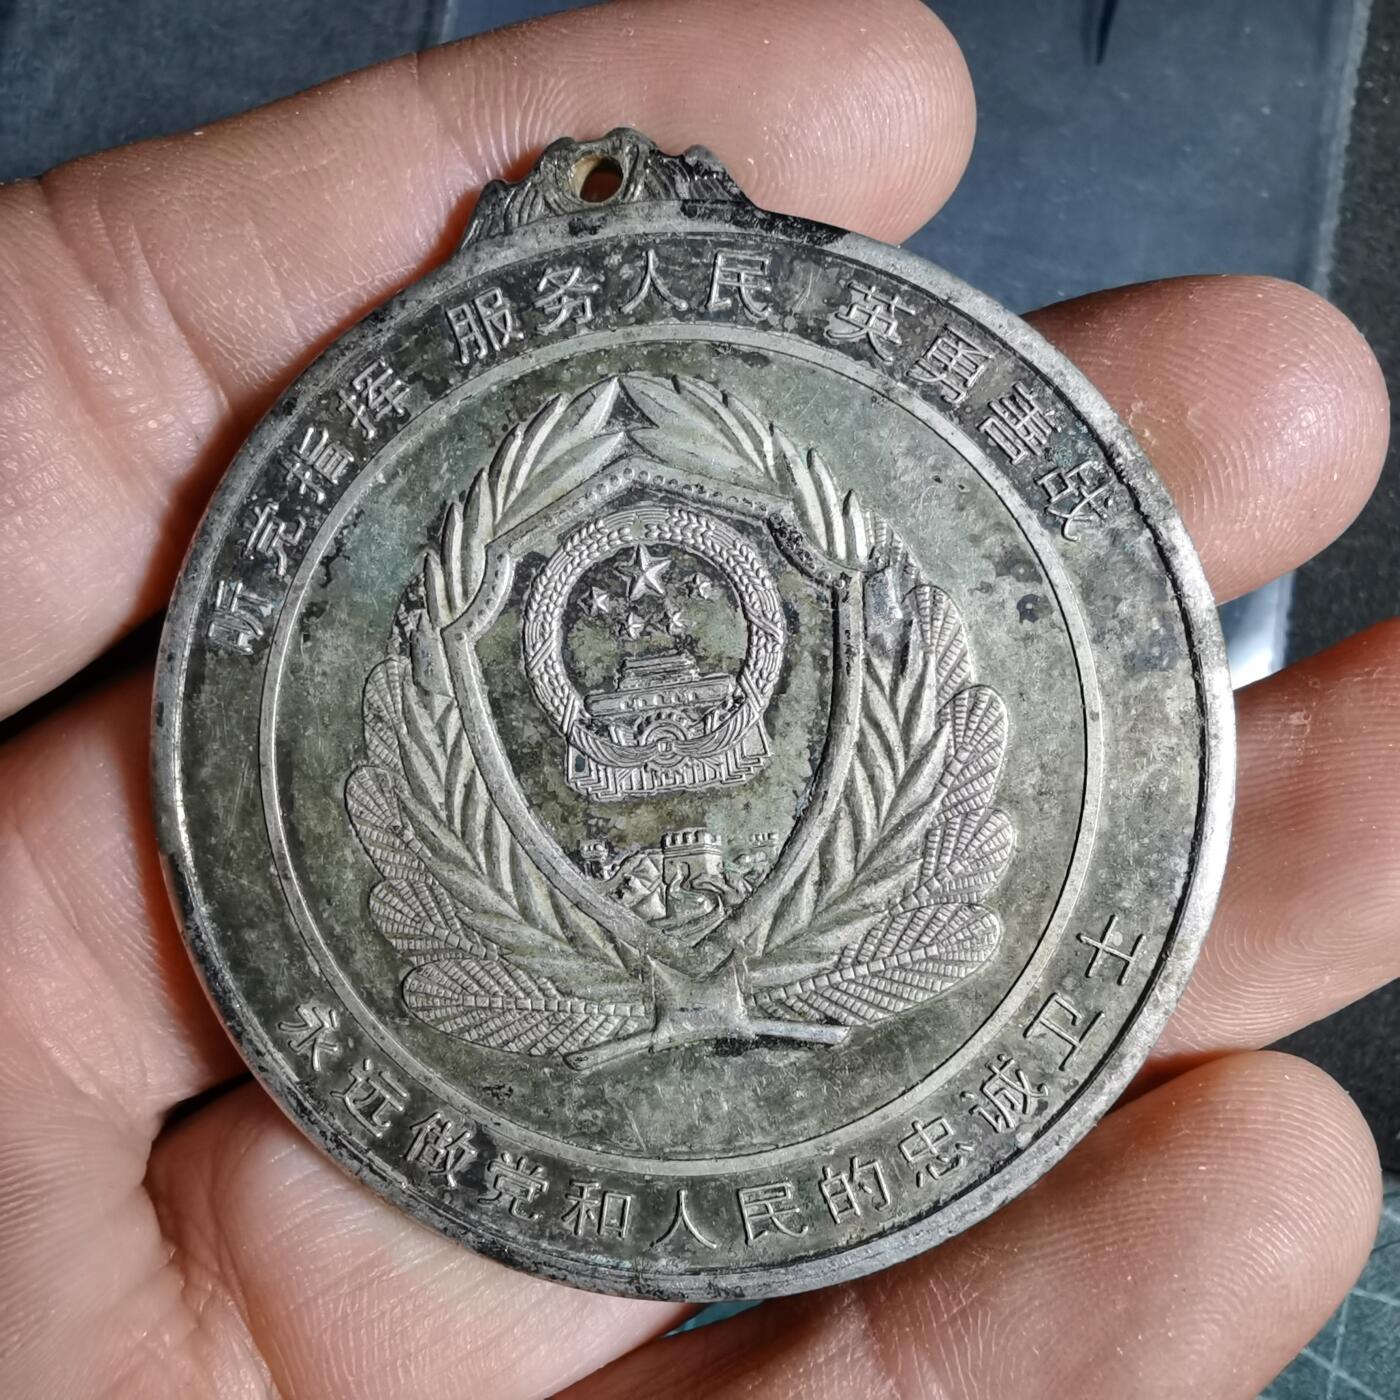 听党指挥 服务人民 英勇善战
永远做党和人民的忠诚卫士